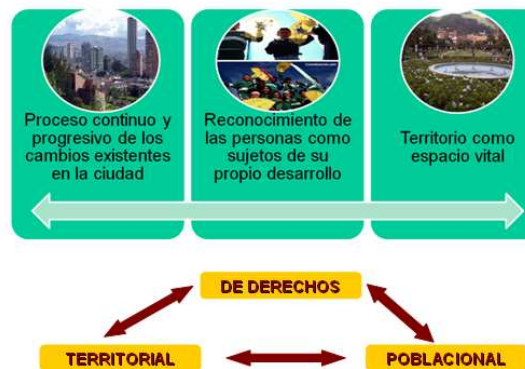 Proceso continuo y
progresivo de los
cambios existentes
en la ciudad
Reconocimiento de
las personas como
sujetos de su
propio desarrollo
Territorio como
espacio vital
DE DERECHOS
TERRITORIAL
POBLACIONAL